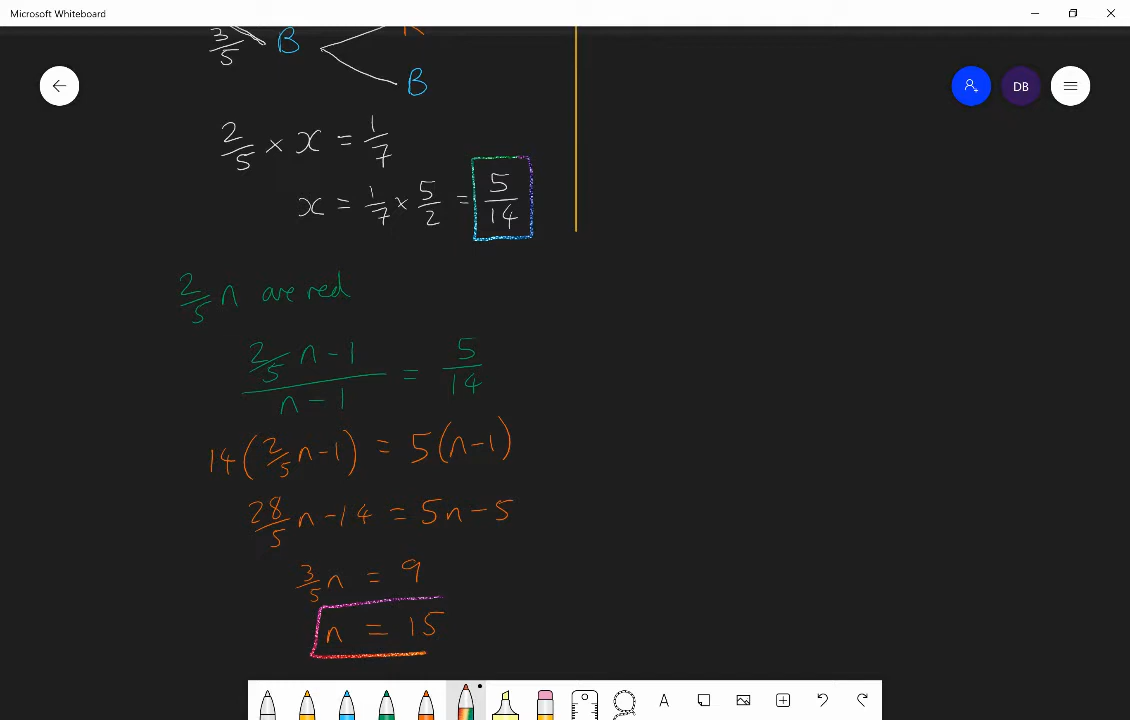 Microsoft Whiteboard
3/5 B
B
DB
2/5 × x = 1/7
x = 1/7 × 5/2 = 5/14
2/5 n are red
(2/5 n - 1)/(n - 1) = 5/14
14(2/5 n - 1) = 5(n - 1)
28/5 n - 14 = 5n - 5
3/5 n = 9
n = 15
A